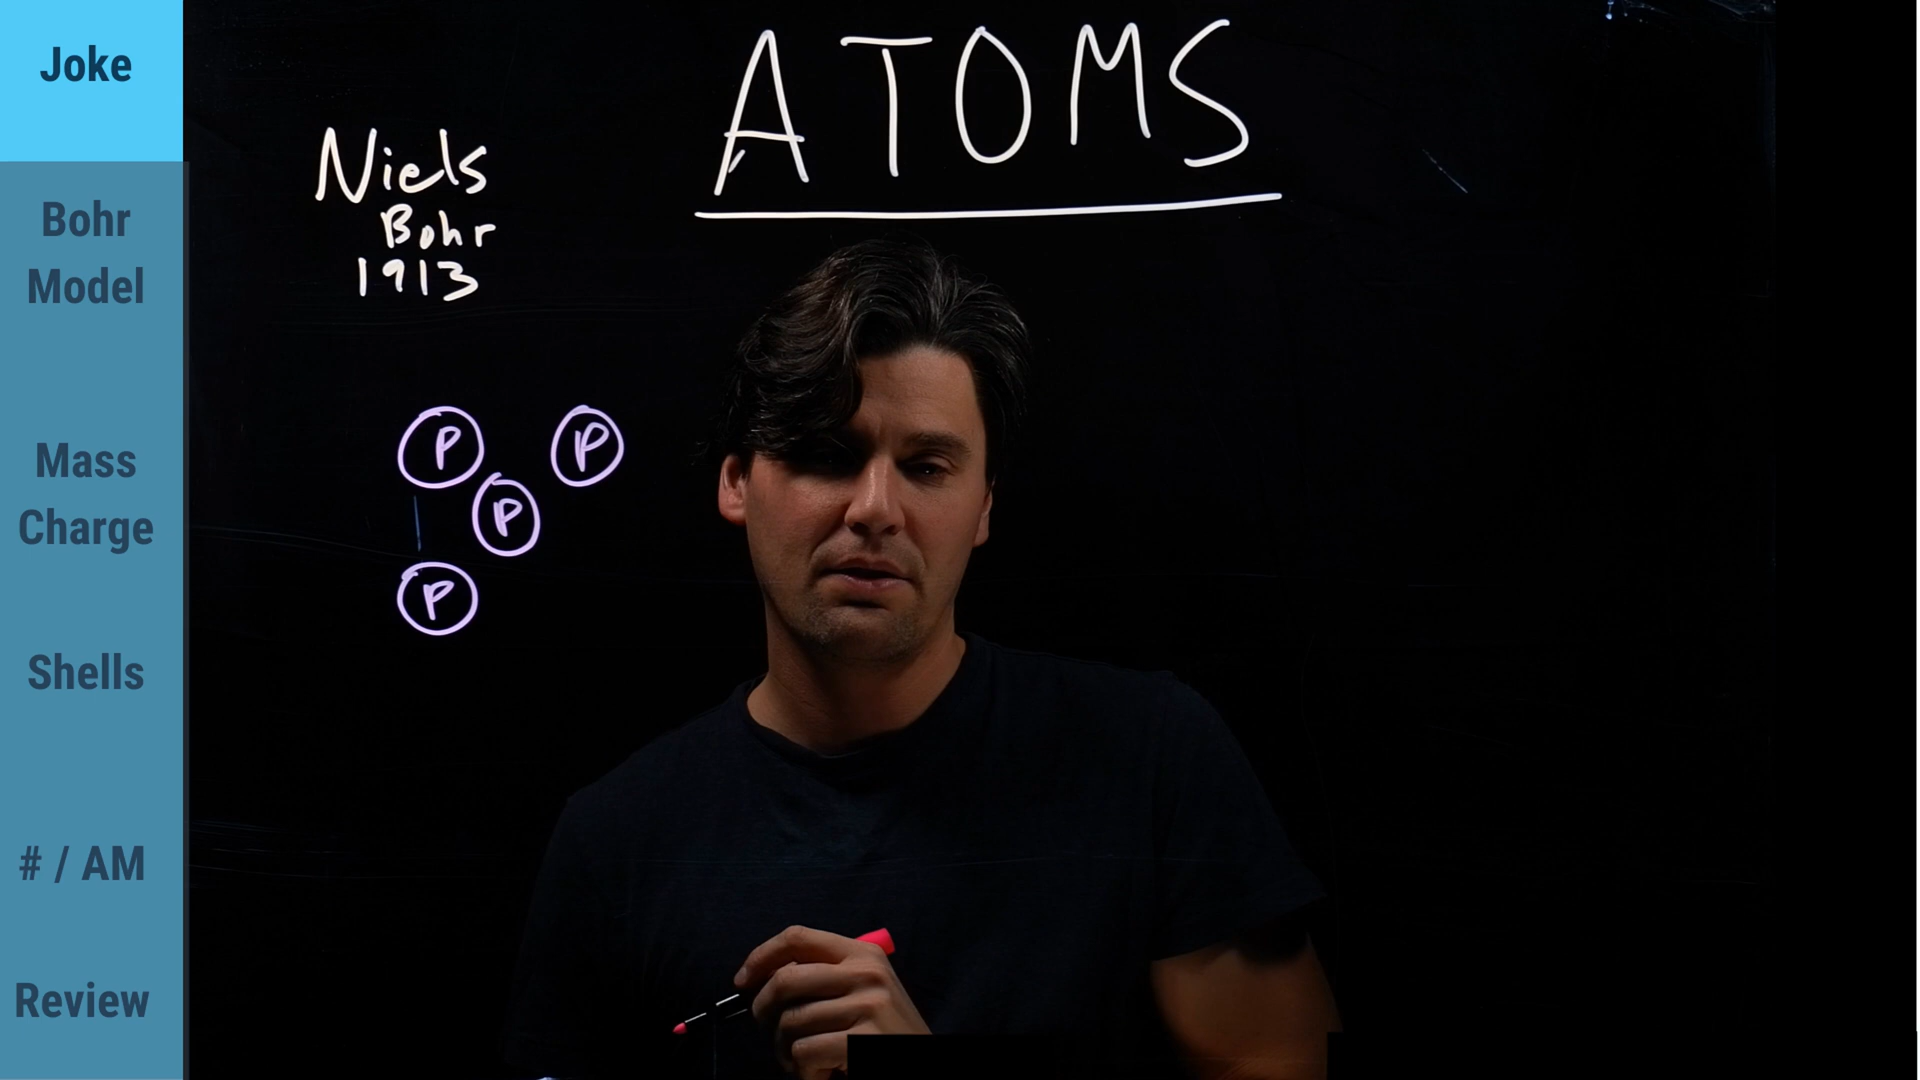 Joke
Bohr
Model
Mass
Charge
Shells
# / AM
Review
ATOMS
Niels
Bohr
1913
P
P
P
P